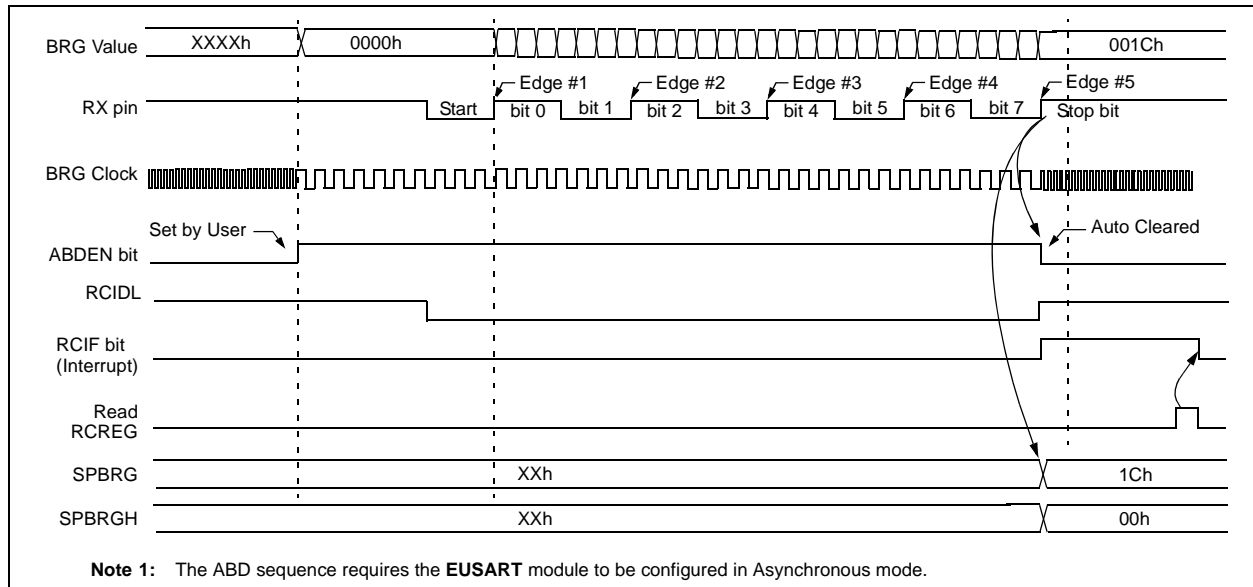 BRG Value XXXXh 0000h 001Ch
Edge #1 Edge #2 Edge #3 Edge #4 Edge #5
RX pin Start bit 0 bit 1 bit 2 bit 3 bit 4 bit 5 bit 6 bit 7 Stop bit
BRG Clock
Set by User Auto Cleared
ABDEN bit
RCIDL
RCIF bit
(Interrupt)
Read
RCREG
SPBRG XXh 1Ch
SPBRGH XXh 00h
Note 1: The ABD sequence requires the EUSART module to be configured in Asynchronous mode.